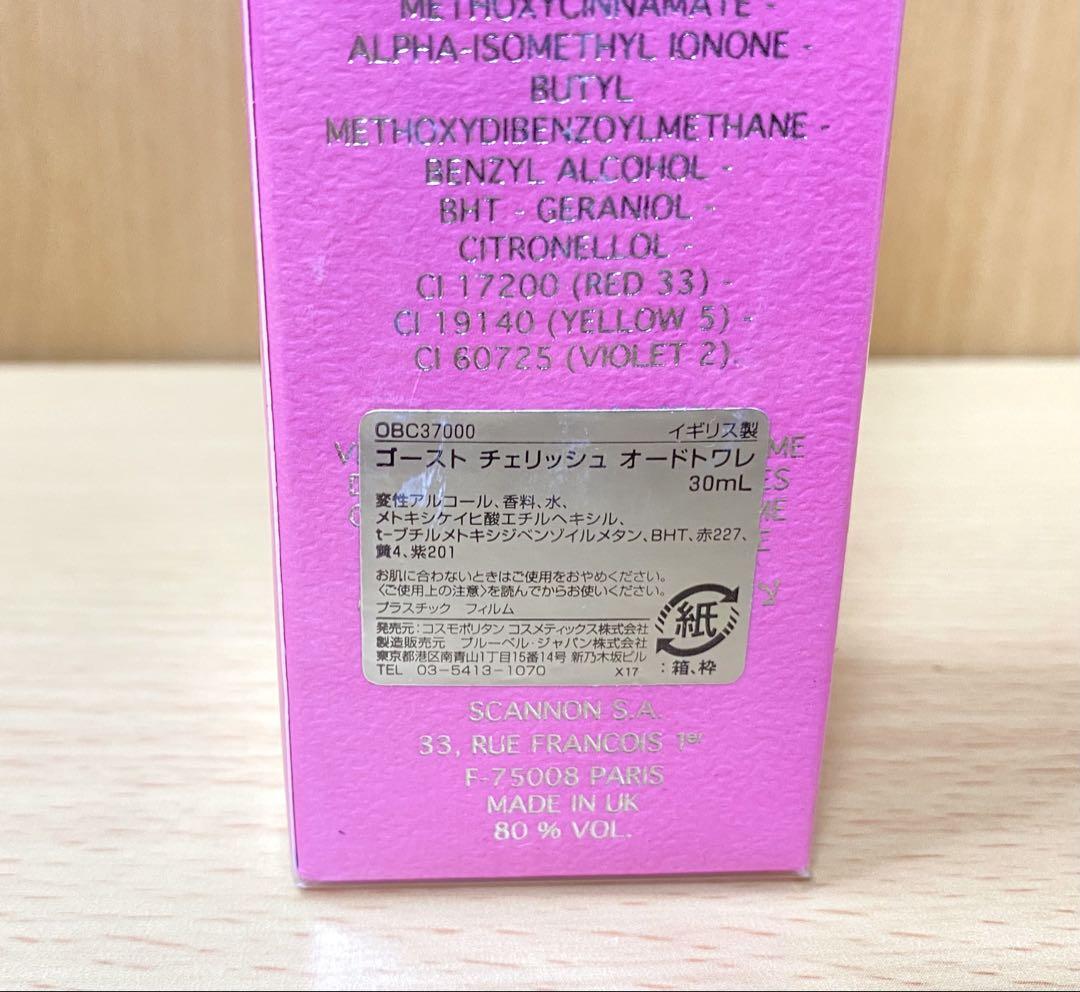 METHOXYCINNAMATE -
ALPHA-ISOMETHYL IONONE -
BUTYL
METHOXYDIBENZOYLMETHANE -
BENZYL ALCOHOL -
BHT - GERANIOL -
CITRONELLOL -
CI 17200 (RED 33) -
CI 19140 (YELLOW 5) -
CI 60725 (VIOLET 2).
OBC37000 イギリス製
ゴースト チェリッシュ オードトワレ
30mL
変性アルコール、香料、水、
メトキシケイヒ酸エチルヘキシル、
t-ブチルメトキシジベンゾイルメタン、BHT、赤227、
黄4、紫201
お肌に合わないときはご使用をおやめください。
〈ご使用上の注意〉を読んでからお使いください。
プラスチック フィルム
発売元:コスモポリタン コスメティックス株式会社
製造販売元 ブルーベル・ジャパン株式会社
東京都港区南青山1丁目15番14号 新乃木坂ビル
TEL 03-5413-1070 X17
紙
:箱、枠
SCANNON S.A.
33, RUE FRANCOIS 1er
F-75008 PARIS
MADE IN UK
80 % VOL.